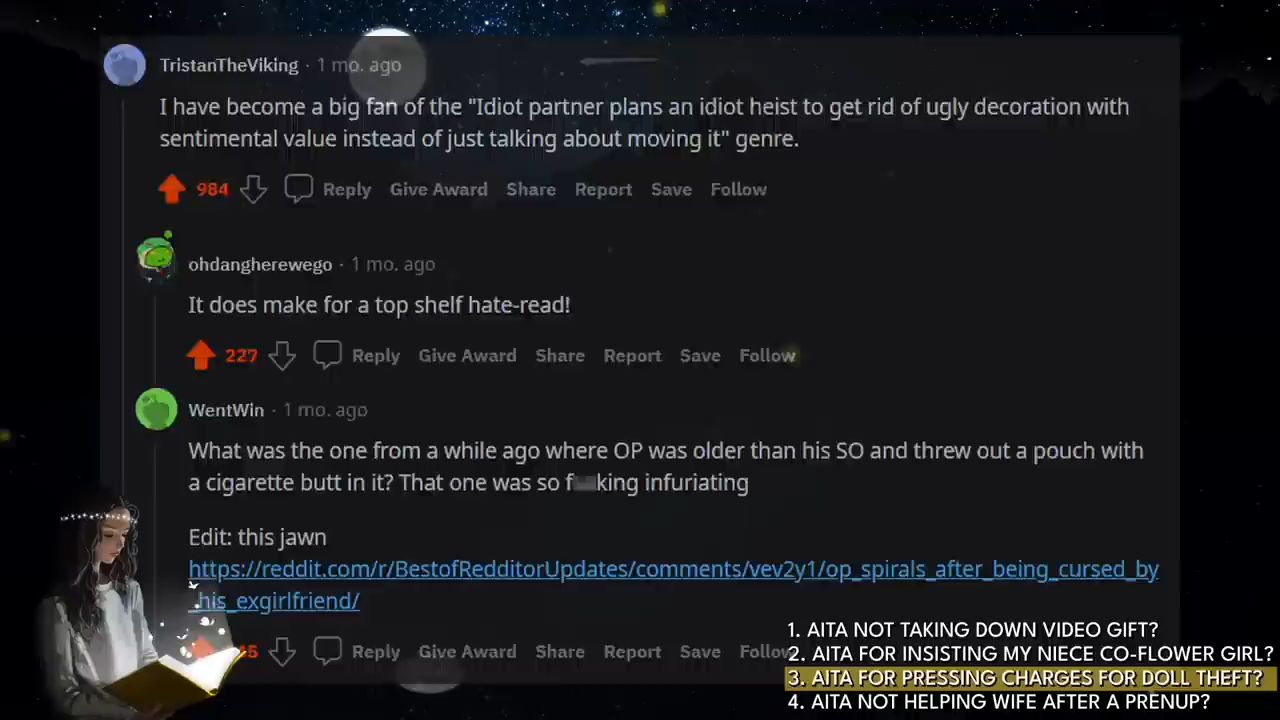 TristanTheViking · 1 mo. ago
I have become a big fan of the "Idiot partner plans an idiot heist to get rid of ugly decoration with
sentimental value instead of just talking about moving it" genre.
984 Reply Give Award Share Report Save Follow
ohdangherewego · 1 mo. ago
It does make for a top shelf hate-read!
227 Reply Give Award Share Report Save Follow
WentWin · 1 mo. ago
What was the one from a while ago where OP was older than his SO and threw out a pouch with
a cigarette butt in it? That one was so f king infuriating
Edit: this jawn
https://reddit.com/r/BestofRedditorUpdates/comments/vev2y1/op_spirals_after_being_cursed_by
_his_exgirlfriend/
Reply Give Award Share Report Save Follow
1. AITA NOT TAKING DOWN VIDEO GIFT?
2. AITA FOR INSISTING MY NIECE CO-FLOWER GIRL?
3. AITA FOR PRESSING CHARGES FOR DOLL THEFT?
4. AITA NOT HELPING WIFE AFTER A PRENUP?